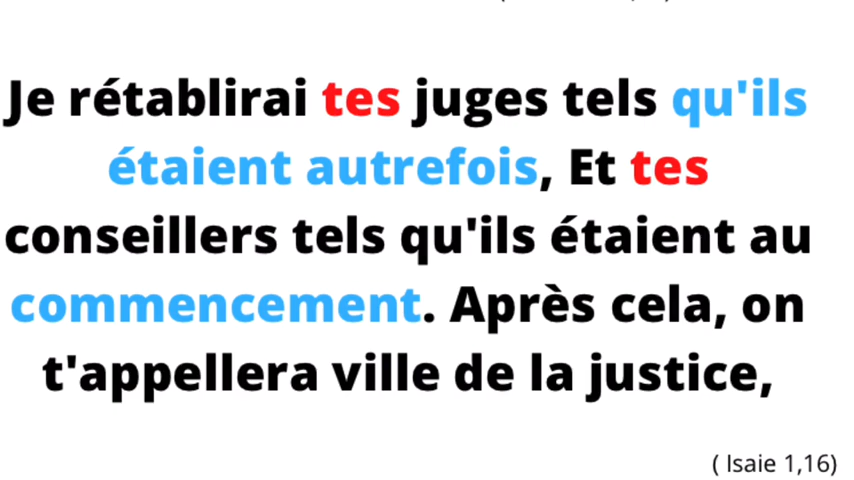 Je rétablirai tes juges tels qu'ils
étaient autrefois, Et tes
conseillers tels qu'ils étaient au
commencement. Après cela, on
t'appellera ville de la justice,
( Isaie 1,16)